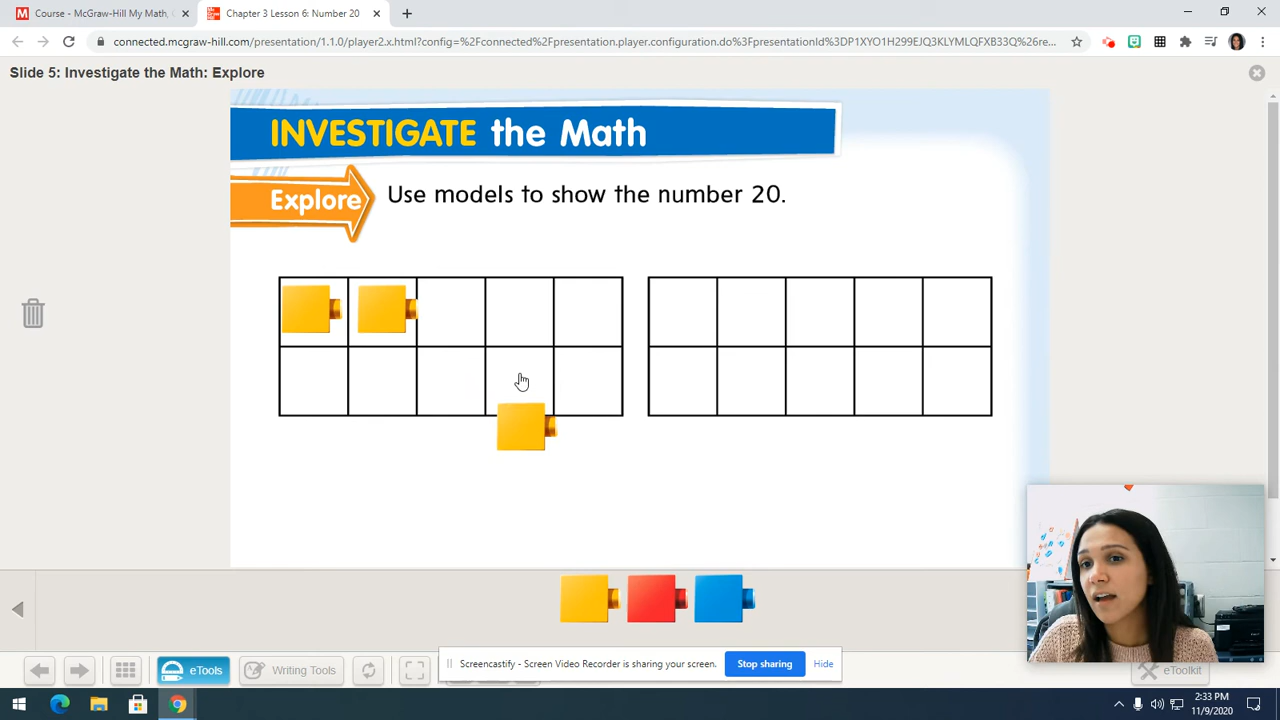 Course - McGraw-Hill My Math,
Chapter 3 Lesson 6: Number 20
connected.mcgraw-hill.com/presentation/1.1.0/player2.x.html?config=%2Fconnected%2Fpresentation.player.configuration.do%3FpresentationId%3DP1XYO1H299EJQ3KLYMLQFXB33Q%26re...
Slide 5: Investigate the Math: Explore
INVESTIGATE the Math
Explore
Use models to show the number 20.
eTools
Writing Tools
Screencastify - Screen Video Recorder is sharing your screen.
Stop sharing
Hide
eToolkit
2:33 PM
11/9/2020